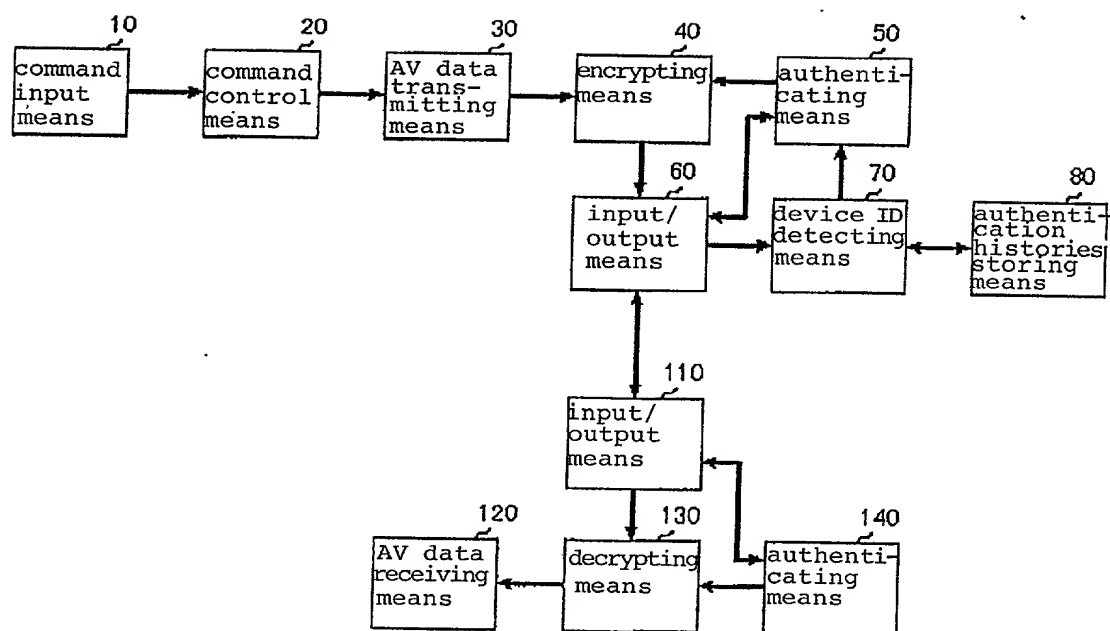 10
command
input
means
20
command
control
means
30
AV data
trans-
mitting
means
40
encrypting
means
50
authenti-
cating
means
60
input/
output
means
70
device ID
detecting
means
80
authenti-
cation
histories
storing
means
110
input/
output
means
120
AV data
receiving
means
130
decrypting
means
140
authenti-
cating
means